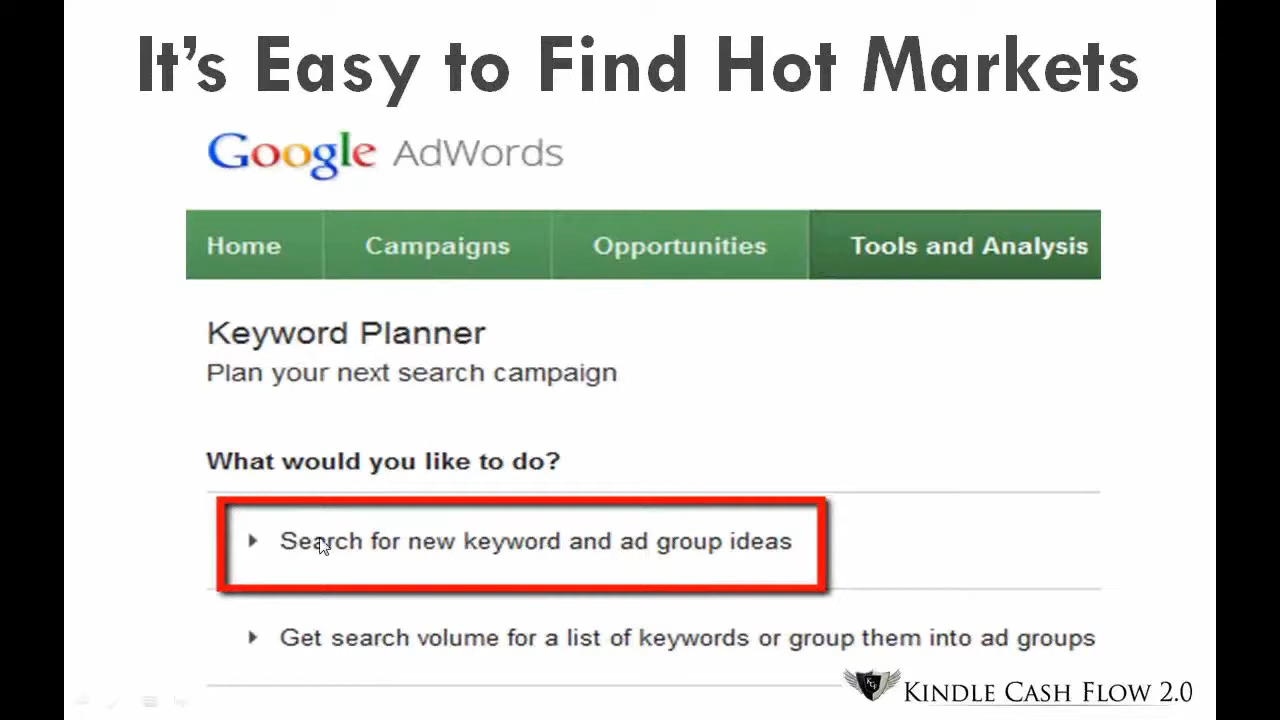 It's Easy to Find Hot Markets
Google AdWords
Home Campaigns Opportunities Tools and Analysis
Keyword Planner
Plan your next search campaign
What would you like to do?
Search for new keyword and ad group ideas
Get search volume for a list of keywords or group them into ad groups
KINDLE CASH FLOW 2.0